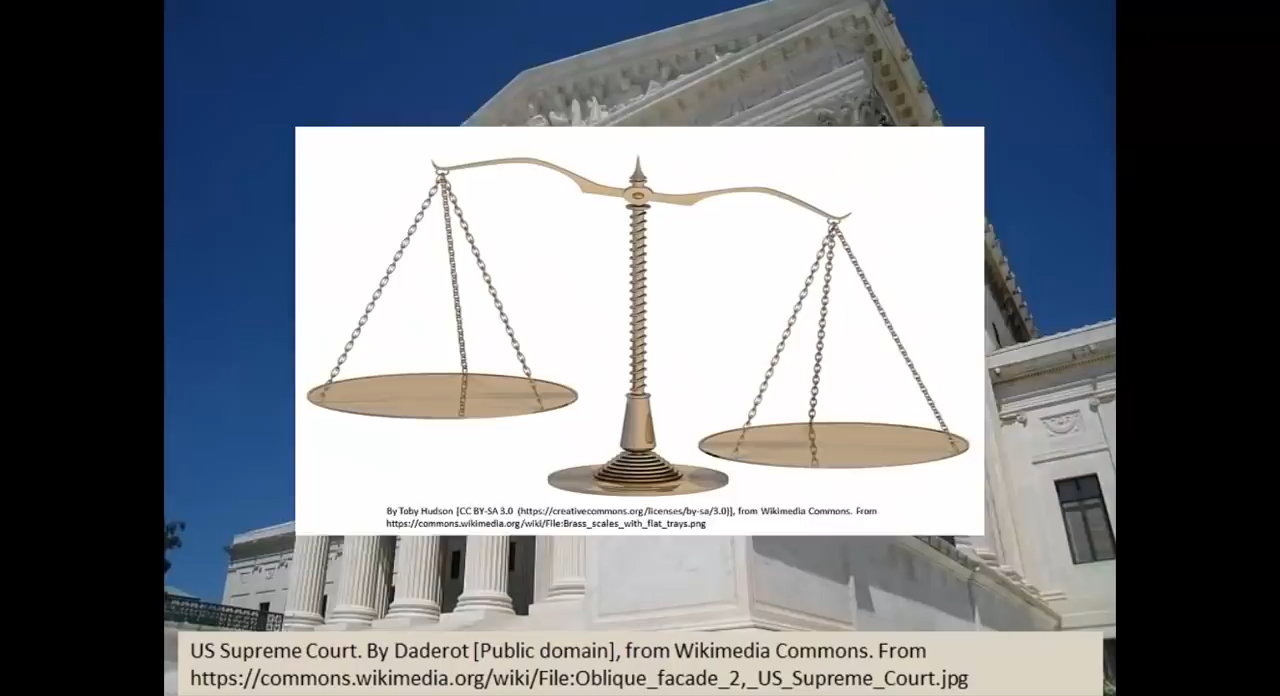 By Toby Hudson [CC BY-SA 3.0 (https://creativecommons.org/licenses/by-sa/3.0)], from Wikimedia Commons. From
https://commons.wikimedia.org/wiki/File:Brass_scales_with_flat_trays.png
US Supreme Court. By Daderot [Public domain], from Wikimedia Commons. From
https://commons.wikimedia.org/wiki/File:Oblique_facade_2,_US_Supreme_Court.jpg